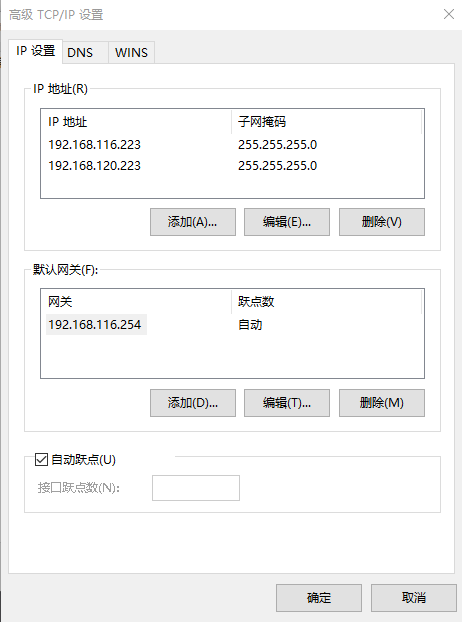 高级 TCP/IP 设置
IP 设置 DNS WINS
IP 地址(R)
IP 地址 子网掩码
192.168.116.223 255.255.255.0
192.168.120.223 255.255.255.0
添加(A)... 编辑(E)... 删除(V)
默认网关(F):
网关 跃点数
192.168.116.254 自动
添加(D)... 编辑(T)... 删除(M)
自动跃点(U)
接口跃点数(N):
确定 取消